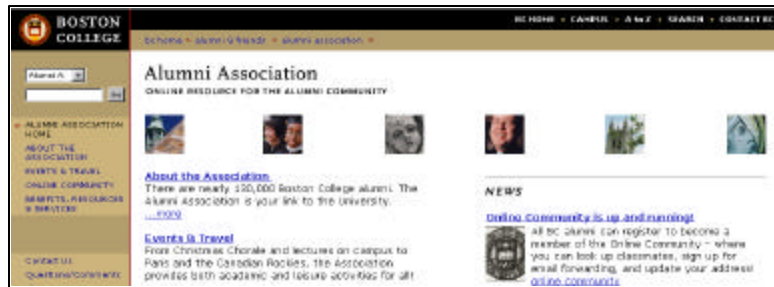 BOSTON
COLLEGE
BC HOME • CAMPUS • A to Z • SEARCH • CONTACT BC
bc home • alumni & friends • alumni association •
Alumni Association
ONLINE RESOURCE FOR THE ALUMNI COMMUNITY
Go
ALUMNI ASSOCIATION
HOME
ABOUT THE
ASSOCIATION
EVENTS & TRAVEL
ONLINE COMMUNITY
BENEFITS, RESOURCES
& SERVICES
Contact Us
Questions/Comments
About the Association
There are nearly 130,000 Boston College alumni. The
Alumni Association is your link to the University.
...more
Events & Travel
From Christmas Chorale and lectures on campus to
Paris and the Canadian Rockies, the Association
provides both academic and leisure activities for all!
NEWS
Online Community is up and running!
All BC alumni can register to become a
member of the Online Community - where
you can look up classmates, sign up for
email forwarding, and update your address!
online community